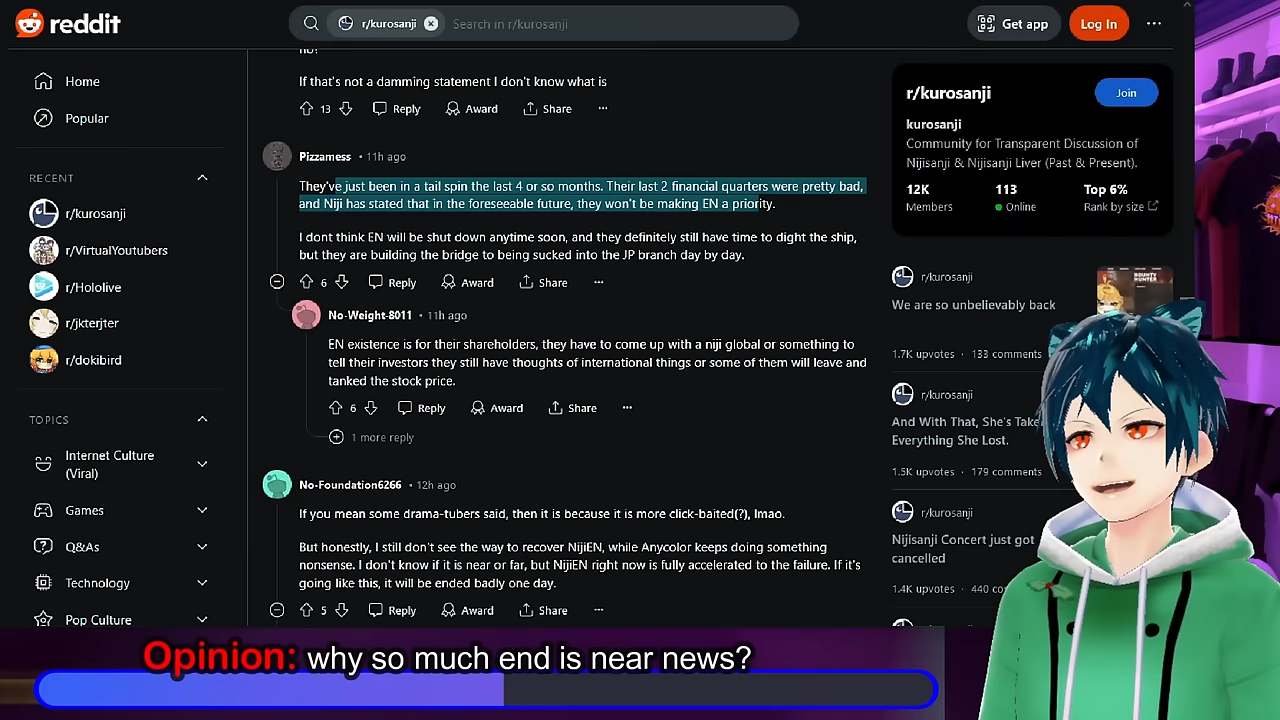 reddit
r/kurosanji
Search in r/kurosanji
Get app
Log In
Home
Popular
RECENT
r/kurosanji
r/VirtualYoutubers
r/Hololive
r/jkterjter
r/dokibird
TOPICS
Internet Culture
(Viral)
Games
Q&As
Technology
Pop Culture
no?
If that's not a damming statement I don't know what is
13 Reply Award Share
Pizzamess • 11h ago
They've just been in a tail spin the last 4 or so months. Their last 2 financial quarters were pretty bad,
and Niji has stated that in the foreseeable future, they won't be making EN a priority.
I dont think EN will be shut down anytime soon, and they definitely still have time to dight the ship,
but they are building the bridge to being sucked into the JP branch day by day.
6 Reply Award Share
No-Weight-8011 • 11h ago
EN existence is for their shareholders, they have to come up with a niji global or something to
tell their investors they still have thoughts of international things or some of them will leave and
tanked the stock price.
6 Reply Award Share
1 more reply
No-Foundation6266 • 12h ago
If you mean some drama-tubers said, then it is because it is more click-baited(?), lmao.
But honestly, I still don't see the way to recover NijiEN, while Anycolor keeps doing something
nonsense. I don't know if it is near or far, but NijiEN right now is fully accelerated to the failure. If it's
going like this, it will be ended badly one day.
5 Reply Award Share
r/kurosanji
Join
kurosanji
Community for Transparent Discussion of
Nijisanji & Nijisanji Liver (Past & Present).
12K 113 Top 6%
Members Online Rank by size
r/kurosanji
We are so unbelievably back
BOUNTY
HUNTER
1.7K upvotes • 133 comments
r/kurosanji
And With That, She's Take
Everything She Lost.
1.5K upvotes • 179 comments
r/kurosanji
Nijisanji Concert just got
cancelled
1.4K upvotes • 440 co
Opinion: why so much end is near news?